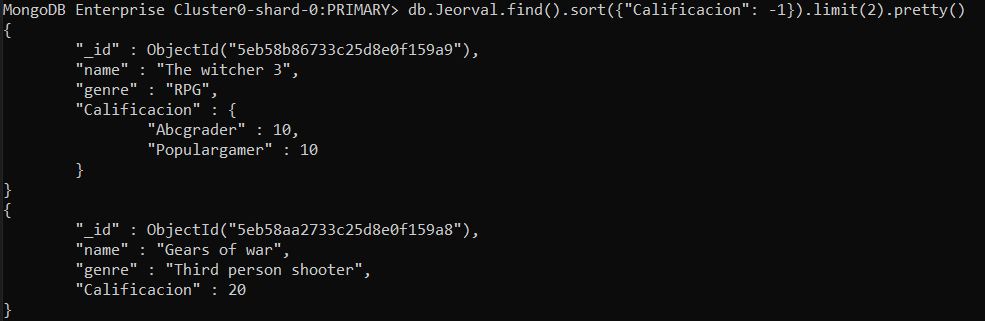 MongoDB Enterprise Cluster0-shard-0:PRIMARY> db.Jeorval.find().sort({"Calificacion": -1}).limit(2).pretty()
{
        "_id" : ObjectId("5eb58b86733c25d8e0f159a9"),
        "name" : "The witcher 3",
        "genre" : "RPG",
        "Calificacion" : {
                "Abcgrader" : 10,
                "Populargamer" : 10
        }
}
{
        "_id" : ObjectId("5eb58aa2733c25d8e0f159a8"),
        "name" : "Gears of war",
        "genre" : "Third person shooter",
        "Calificacion" : 20
}